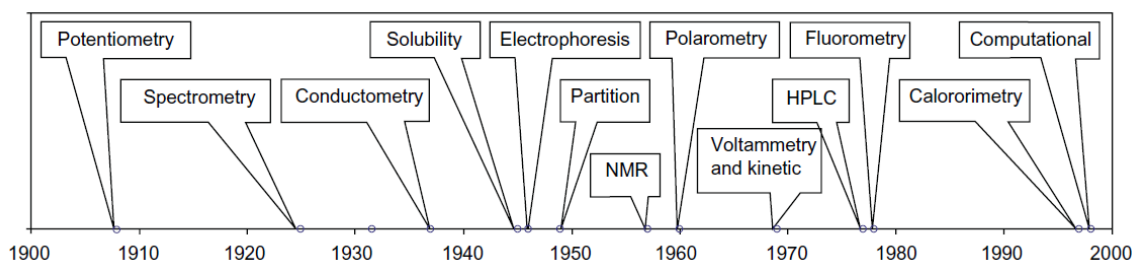 Potentiometry
Solubility
Electrophoresis
Polarometry
Fluorometry
Computational
Spectrometry
Conductometry
Partition
HPLC
Calororimetry
Voltammetry
and kinetic
NMR
1900 1910 1920 1930 1940 1950 1960 1970 1980 1990 2000